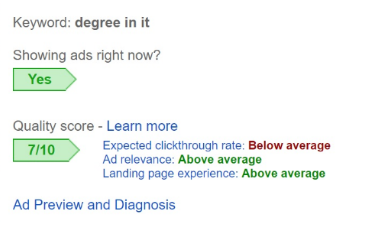 Keyword: degree in it
Showing ads right now?
Yes
Quality score - Learn more
7/10
Expected clickthrough rate: Below average
Ad relevance: Above average
Landing page experience: Above average
Ad Preview and Diagnosis